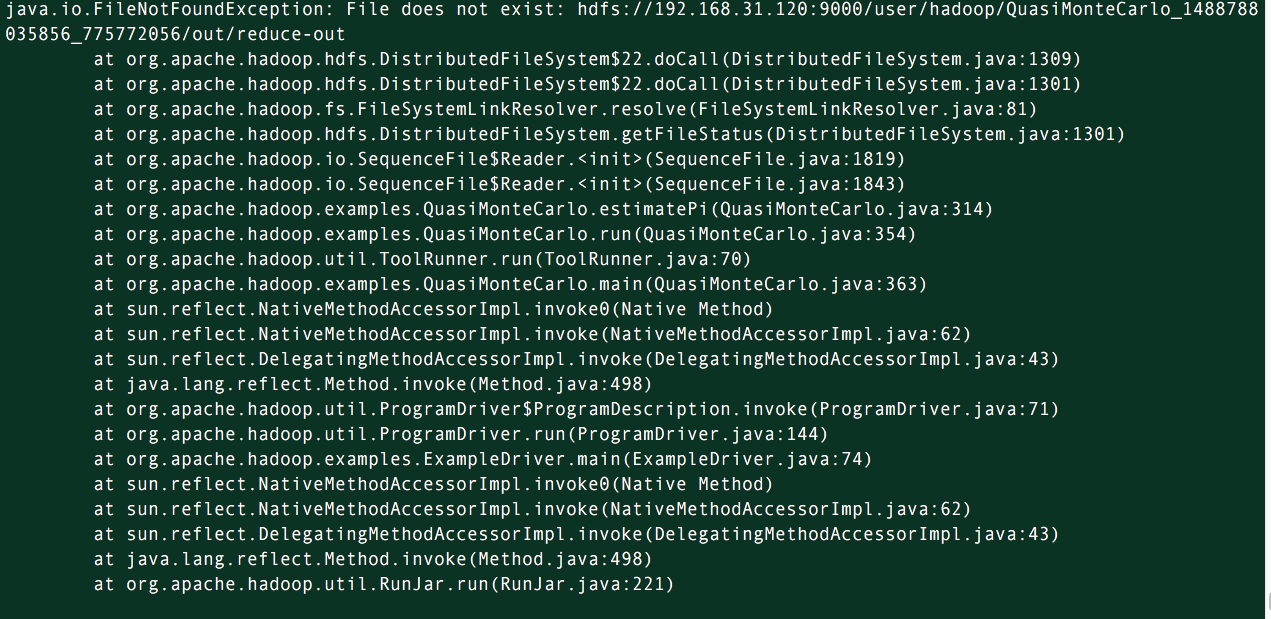 java.io.FileNotFoundException: File does not exist: hdfs://192.168.31.120:9000/user/hadoop/QuasiMonteCarlo_1488788
035856_775772056/out/reduce-out
at org.apache.hadoop.hdfs.DistributedFileSystem$22.doCall(DistributedFileSystem.java:1309)
at org.apache.hadoop.hdfs.DistributedFileSystem$22.doCall(DistributedFileSystem.java:1301)
at org.apache.hadoop.fs.FileSystemLinkResolver.resolve(FileSystemLinkResolver.java:81)
at org.apache.hadoop.hdfs.DistributedFileSystem.getFileStatus(DistributedFileSystem.java:1301)
at org.apache.hadoop.io.SequenceFile$Reader.<init>(SequenceFile.java:1819)
at org.apache.hadoop.io.SequenceFile$Reader.<init>(SequenceFile.java:1843)
at org.apache.hadoop.examples.QuasiMonteCarlo.estimatePi(QuasiMonteCarlo.java:314)
at org.apache.hadoop.examples.QuasiMonteCarlo.run(QuasiMonteCarlo.java:354)
at org.apache.hadoop.util.ToolRunner.run(ToolRunner.java:70)
at org.apache.hadoop.examples.QuasiMonteCarlo.main(QuasiMonteCarlo.java:363)
at sun.reflect.NativeMethodAccessorImpl.invoke0(Native Method)
at sun.reflect.NativeMethodAccessorImpl.invoke(NativeMethodAccessorImpl.java:62)
at sun.reflect.DelegatingMethodAccessorImpl.invoke(DelegatingMethodAccessorImpl.java:43)
at java.lang.reflect.Method.invoke(Method.java:498)
at org.apache.hadoop.util.ProgramDriver$ProgramDescription.invoke(ProgramDriver.java:71)
at org.apache.hadoop.util.ProgramDriver.run(ProgramDriver.java:144)
at org.apache.hadoop.examples.ExampleDriver.main(ExampleDriver.java:74)
at sun.reflect.NativeMethodAccessorImpl.invoke0(Native Method)
at sun.reflect.NativeMethodAccessorImpl.invoke(NativeMethodAccessorImpl.java:62)
at sun.reflect.DelegatingMethodAccessorImpl.invoke(DelegatingMethodAccessorImpl.java:43)
at java.lang.reflect.Method.invoke(Method.java:498)
at org.apache.hadoop.util.RunJar.run(RunJar.java:221)